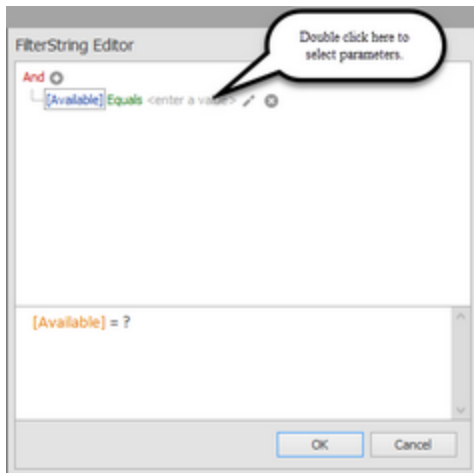 Double click here to
select parameters.
FilterString Editor
And
[Available] Equals <enter a value>
[Available] = ?
OK Cancel